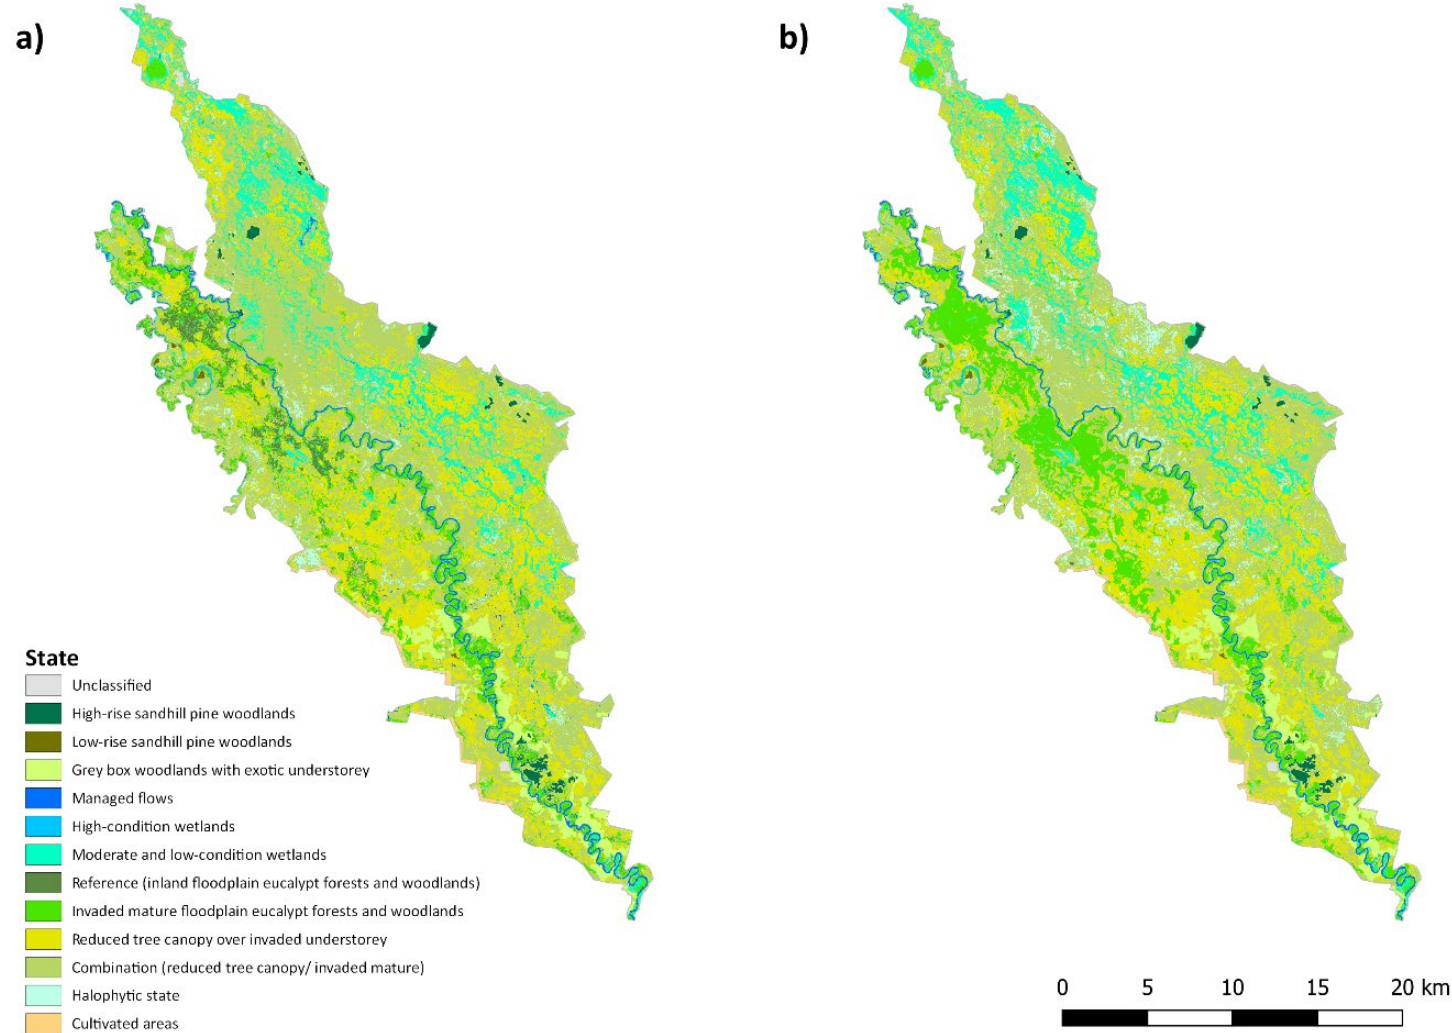 a)
b)
State
Unclassified
High-rise sandhill pine woodlands
Low-rise sandhill pine woodlands
Grey box woodlands with exotic understorey
Managed flows
High-condition wetlands
Moderate and low-condition wetlands
Reference (inland floodplain eucalypt forests and woodlands)
Invaded mature floodplain eucalypt forests and woodlands
Reduced tree canopy over invaded understorey
Combination (reduced tree canopy/ invaded mature)
Halophytic state
Cultivated areas
0 5 10 15 20 km